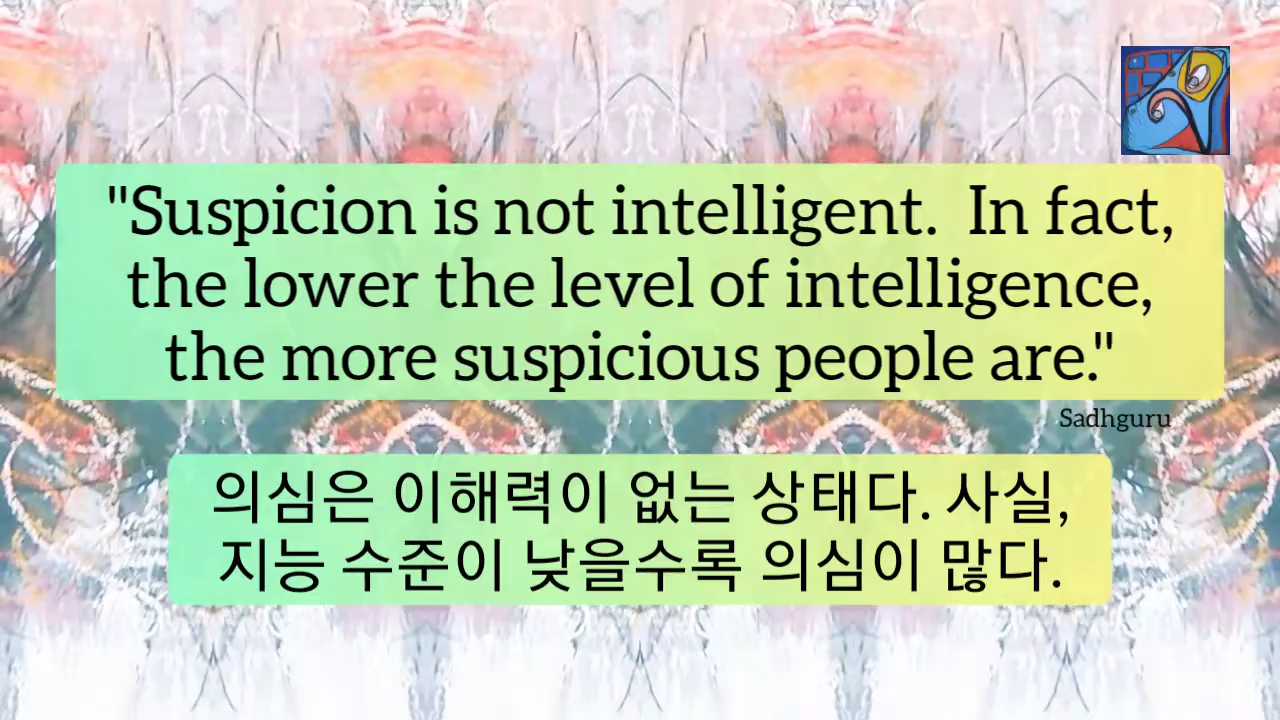 "Suspicion is not intelligent.  In fact,
the lower the level of intelligence,
the more suspicious people are."
Sadhguru
의심은 이해력이 없는 상태다. 사실,
지능 수준이 낮을수록 의심이 많다.